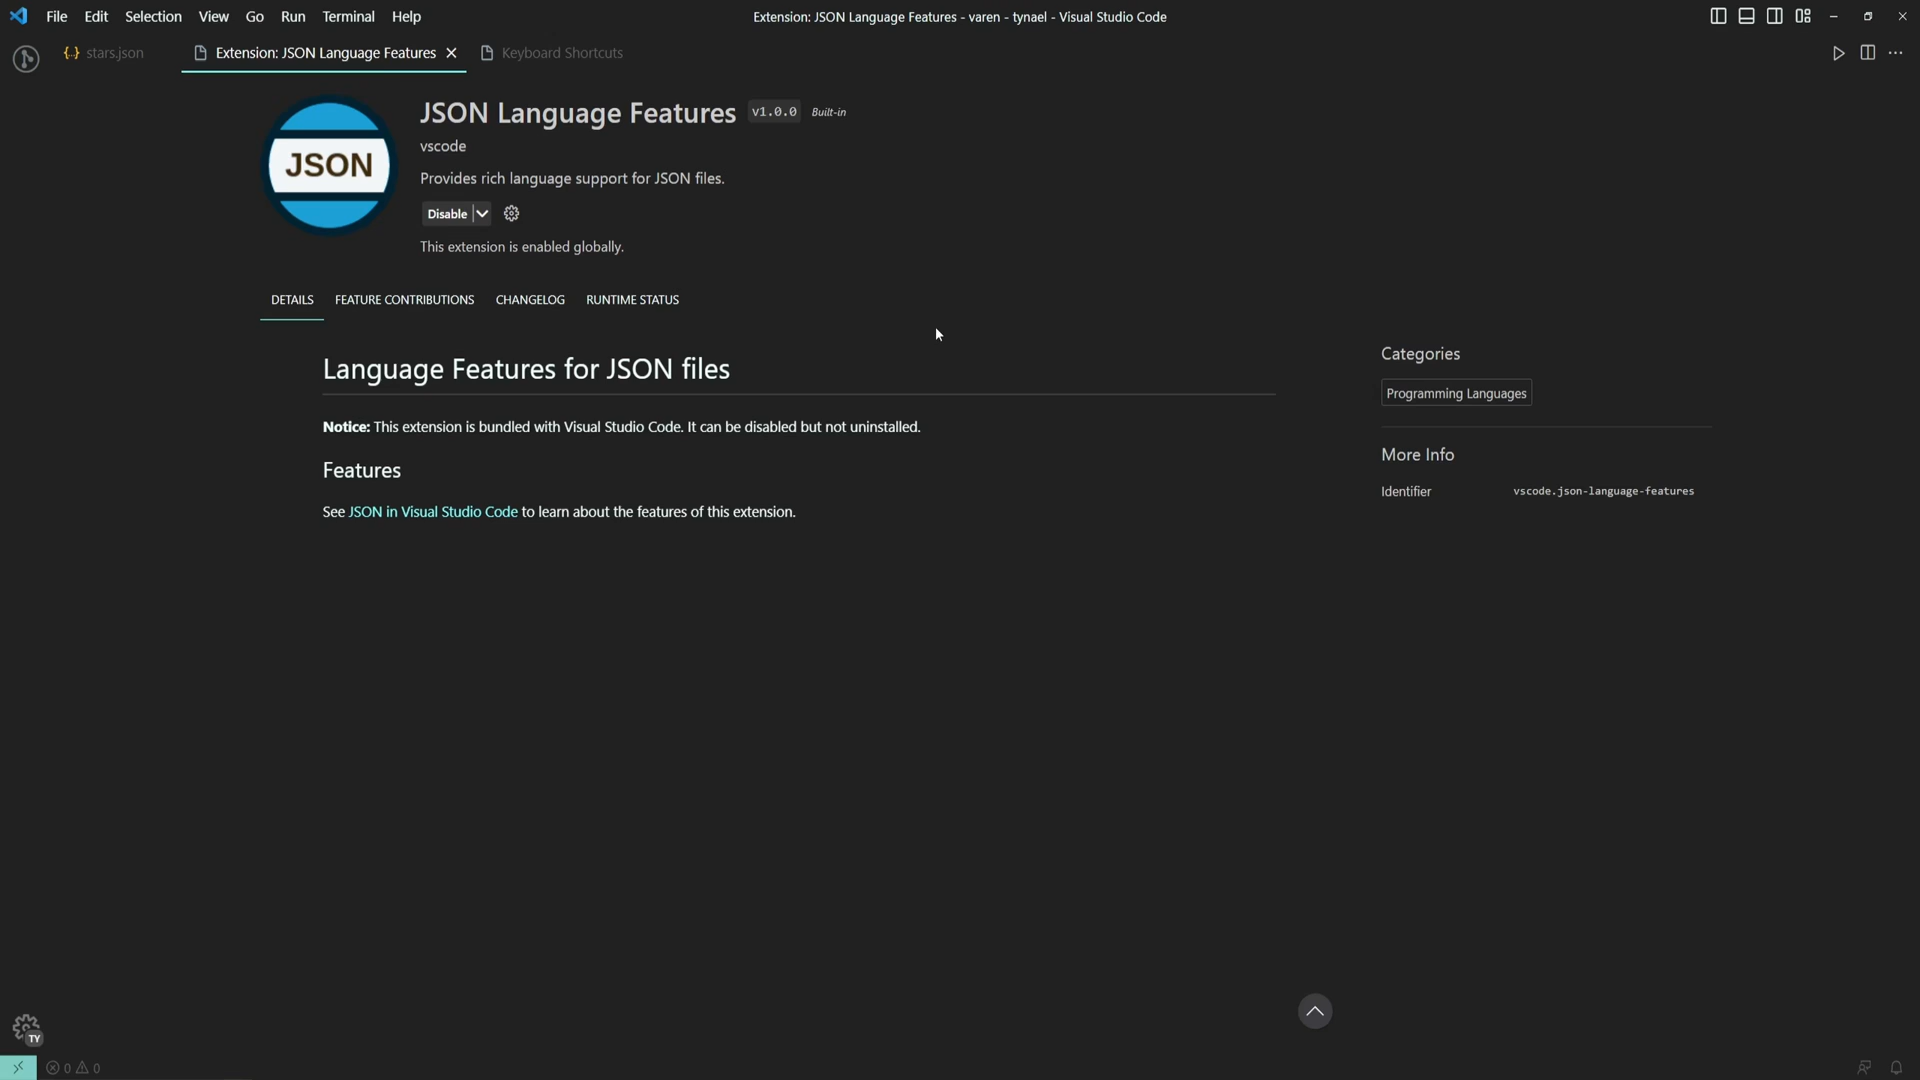 File Edit Selection View Go Run Terminal Help
Extension: JSON Language Features - varen - tynael - Visual Studio Code
{..} stars.json
Extension: JSON Language Features
Keyboard Shortcuts
JSON
JSON Language Features v1.0.0 Built-in
vscode
Provides rich language support for JSON files.
Disable
This extension is enabled globally.
DETAILS FEATURE CONTRIBUTIONS CHANGELOG RUNTIME STATUS
Language Features for JSON files
Notice: This extension is bundled with Visual Studio Code. It can be disabled but not uninstalled.
Features
See JSON in Visual Studio Code to learn about the features of this extension.
Categories
Programming Languages
More Info
Identifier vscode.json-language-features
TY
0 0